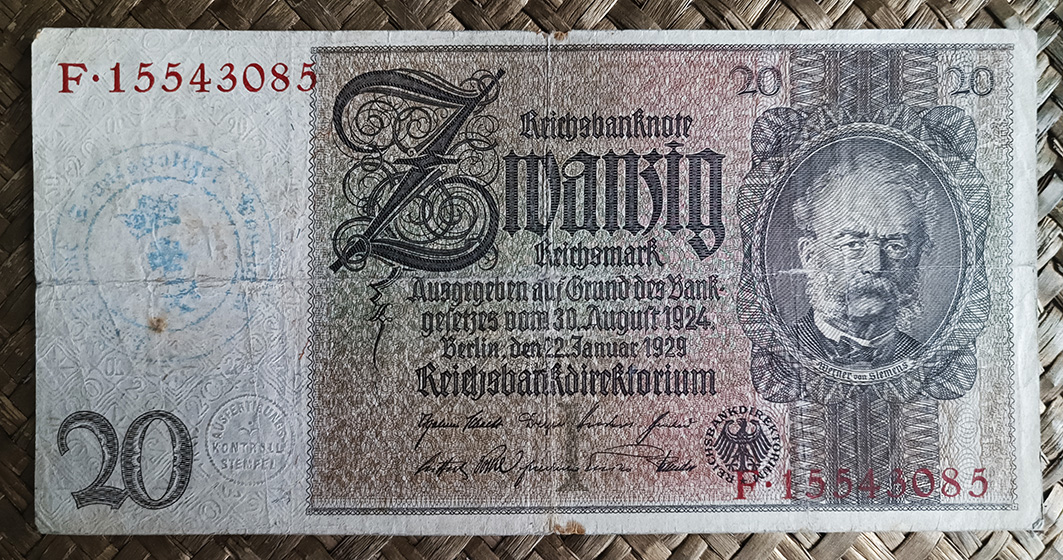 F·15543085
20
20
Reichsbanknote
Zwanzig
Reichsmark
Ausgegeben auf Grund des Bank-
gesetzes vom 30. August 1924.
Berlin, den 22. Januar 1929
Reichsbankdirektorium
Werner von Siemens
20
AUSFERTIGUNGS
KONTROLL
STEMPEL
REICHSBANKDIREKTORIUM
F·15543085